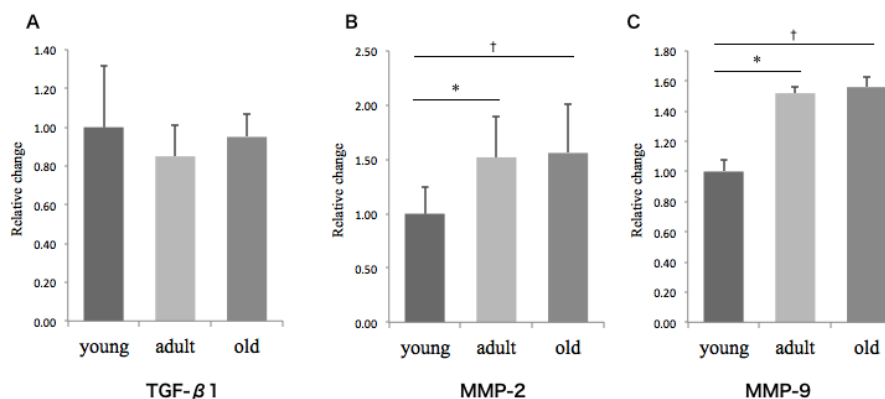 A
Relative change
1.40
1.20
1.00
0.80
0.60
0.40
0.20
0.00
young adult old
TGF-β1
B
Relative change
2.50
2.00
1.50
1.00
0.50
0.00
†
*
young adult old
MMP-2
C
Relative change
1.80
1.60
1.40
1.20
1.00
0.80
0.60
0.40
0.20
0.00
†
*
young adult old
MMP-9